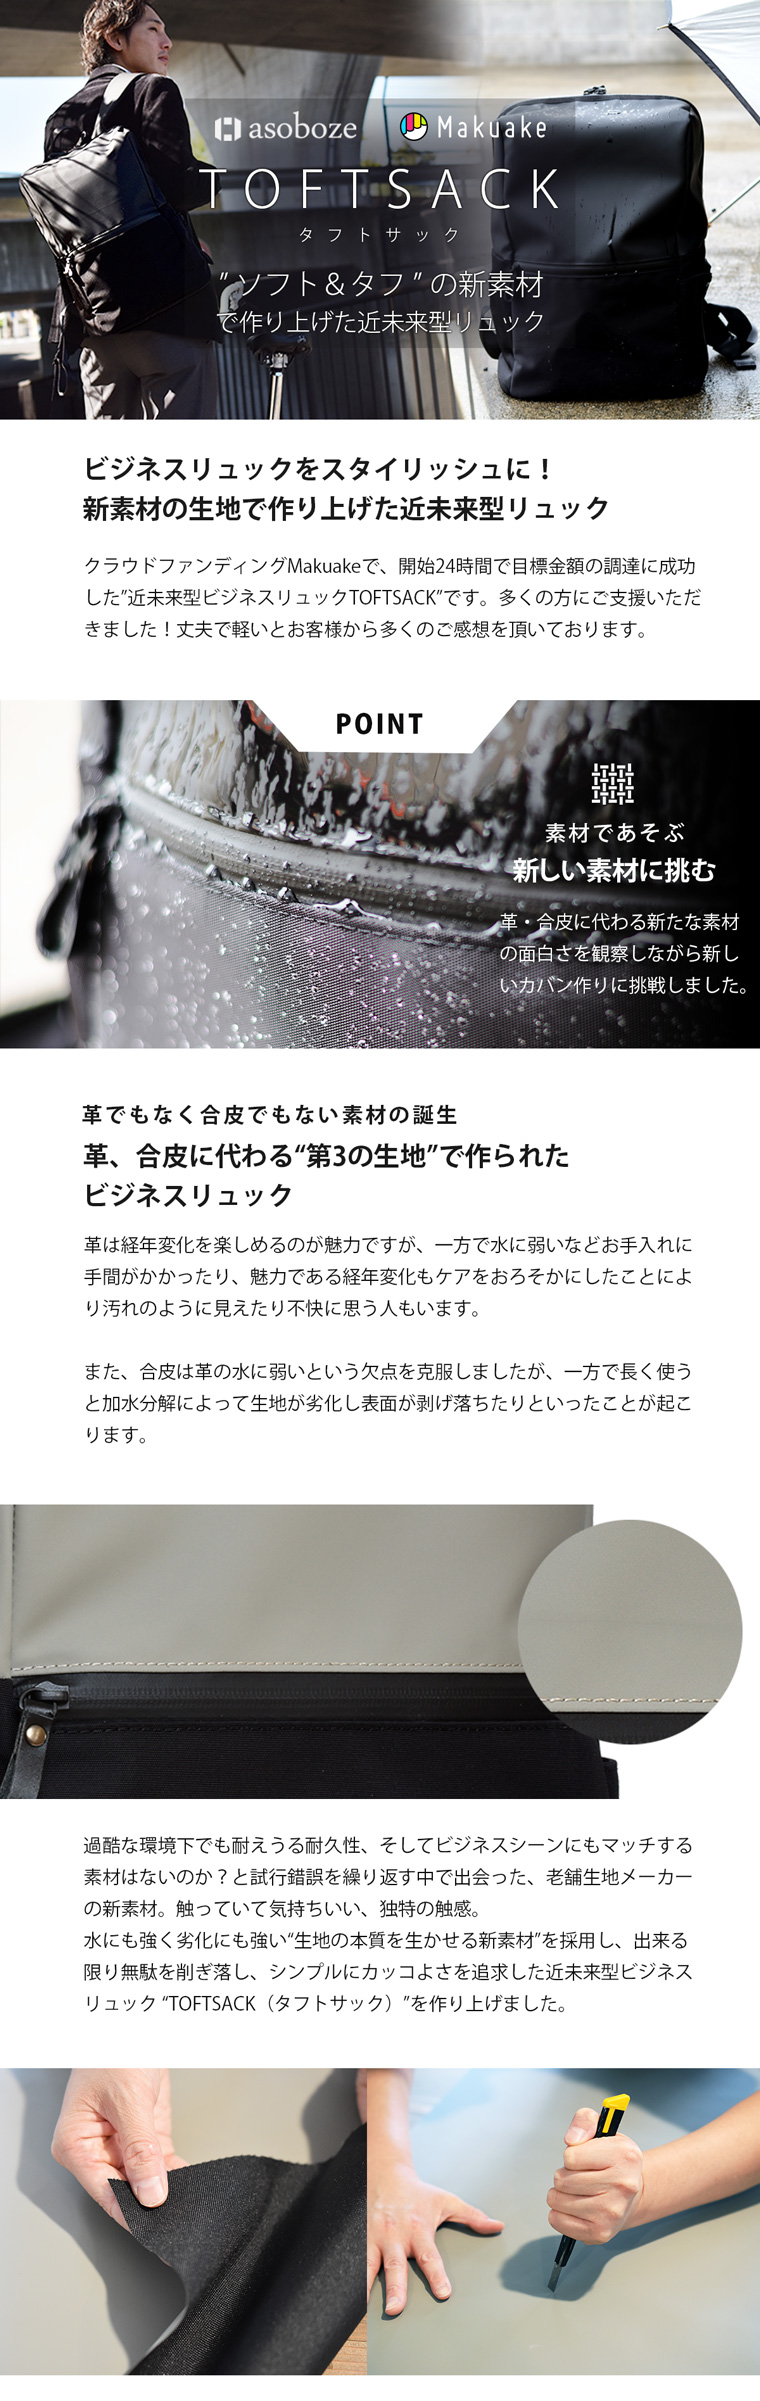 asoboze Makuake
TOFTSACK
タフトサック
”ソフト＆タフ”の新素材
で作り上げた近未来型リュック
ビジネスリュックをスタイリッシュに！
新素材の生地で作り上げた近未来型リュック
クラウドファンディングMakuakeで、開始24時間で目標金額の調達に成功
した”近未来型ビジネスリュックTOFTSACK”です。多くの方にご支援いただ
きました！丈夫で軽いとお客様から多くのご感想を頂いております。
POINT
素材であそぶ
新しい素材に挑む
革・合皮に代わる新たな素材
の面白さを観察しながら新し
いカバン作りに挑戦しました。
革でもなく合皮でもない素材の誕生
革、合皮に代わる“第3の生地”で作られた
ビジネスリュック
革は経年変化を楽しめるのが魅力ですが、一方で水に弱いなどお手入れに
手間がかかったり、魅力である経年変化もケアをおろそかにしたことによ
り汚れのように見えたり不快に思う人もいます。
また、合皮は革の水に弱いという欠点を克服しましたが、一方で長く使う
と加水分解によって生地が劣化し表面が剥げ落ちたりといったことが起こ
ります。
過酷な環境下でも耐えうる耐久性、そしてビジネスシーンにもマッチする
素材はないのか？と試行錯誤を繰り返す中で出会った、老舗生地メーカー
の新素材。触っていて気持ちいい、独特の触感。
水にも強く劣化にも強い“生地の本質を生かせる新素材”を採用し、出来る
限り無駄を削ぎ落し、シンプルにカッコよさを追求した近未来型ビジネス
リュック “TOFTSACK（タフトサック）”を作り上げました。